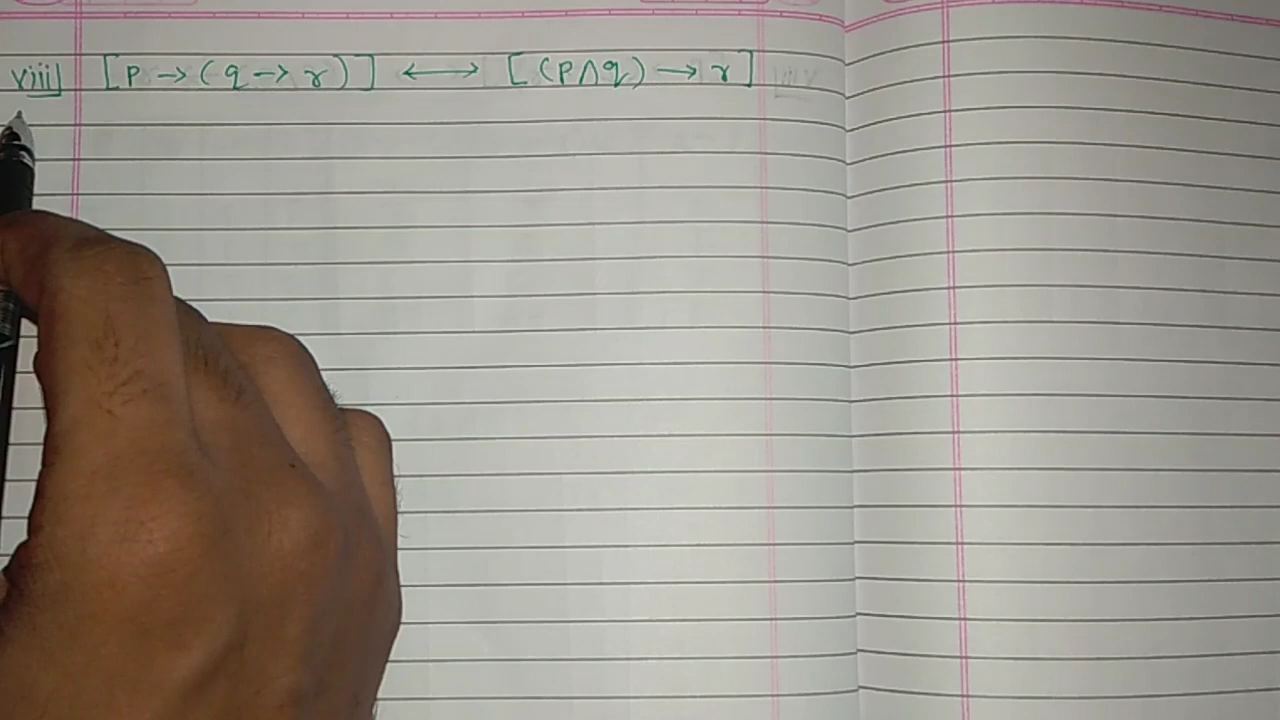 viii] [p → (q → r)] ⟷ [(p ∧ q) → r]